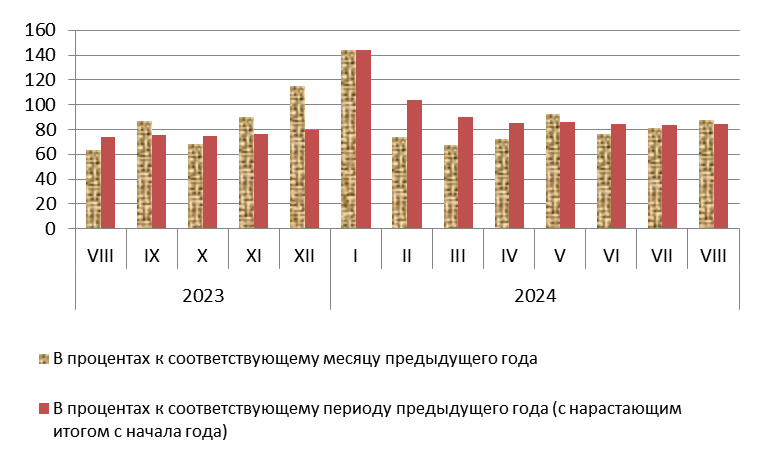 160
140
120
100
80
60
40
20
0
VIII IX X XI XII I II III IV V VI VII VIII
2023 2024
В процентах к соответствующему месяцу предыдущего года
В процентах к соответствующему периоду предыдущего года (с нарастающим
итогом с начала года)